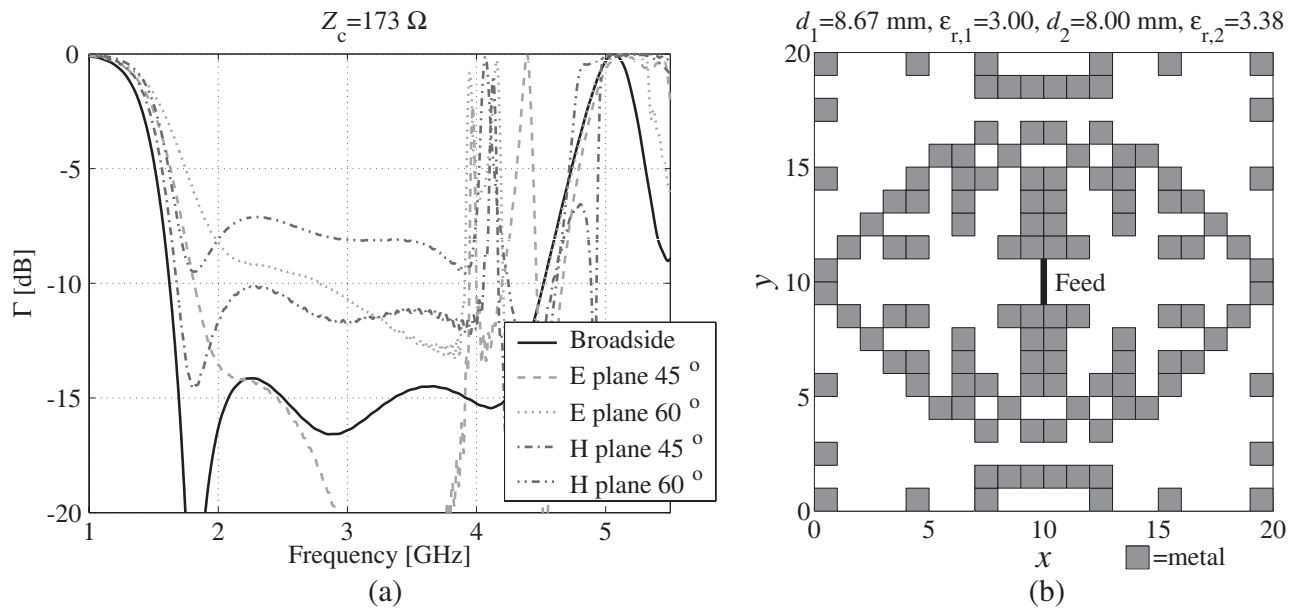 Z_c=173 Ω
0
-5
-10
-15
-20
Γ [dB]
1 2 3 4 5
Frequency [GHz]
Broadside
E plane 45 °
E plane 60 °
H plane 45 °
H plane 60 °
(a)
d_1=8.67 mm, ε_r,1=3.00, d_2=8.00 mm, ε_r,2=3.38
20
15
10
5
0
y
Feed
0 5 10 15 20
x
=metal
(b)